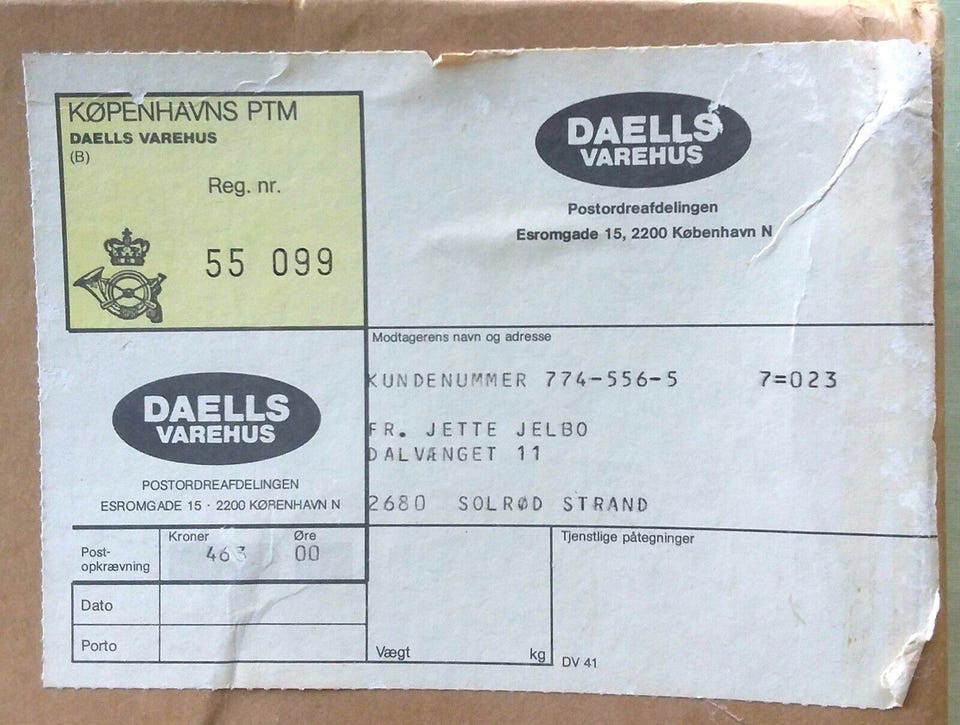 KØPENHAVNS PTM
DAELLS VAREHUS
(B)
Reg. nr.
55 099
DAELLS
VAREHUS
Postordreafdelingen
Esromgade 15, 2200 København N
Modtagerens navn og adresse
KUNDENUMMER 774-556-5 7=023
FR. JETTE JELBO
DALVÆNGET 11
2680 SOLRØD STRAND
DAELLS
VAREHUS
POSTORDREAFDELINGEN
ESROMGADE 15 · 2200 KØBENHAVN N
Kroner Øre
Post-
opkrævning
463 00
Dato
Porto
Vægt kg
Tjenstlige påtegninger
DV 41